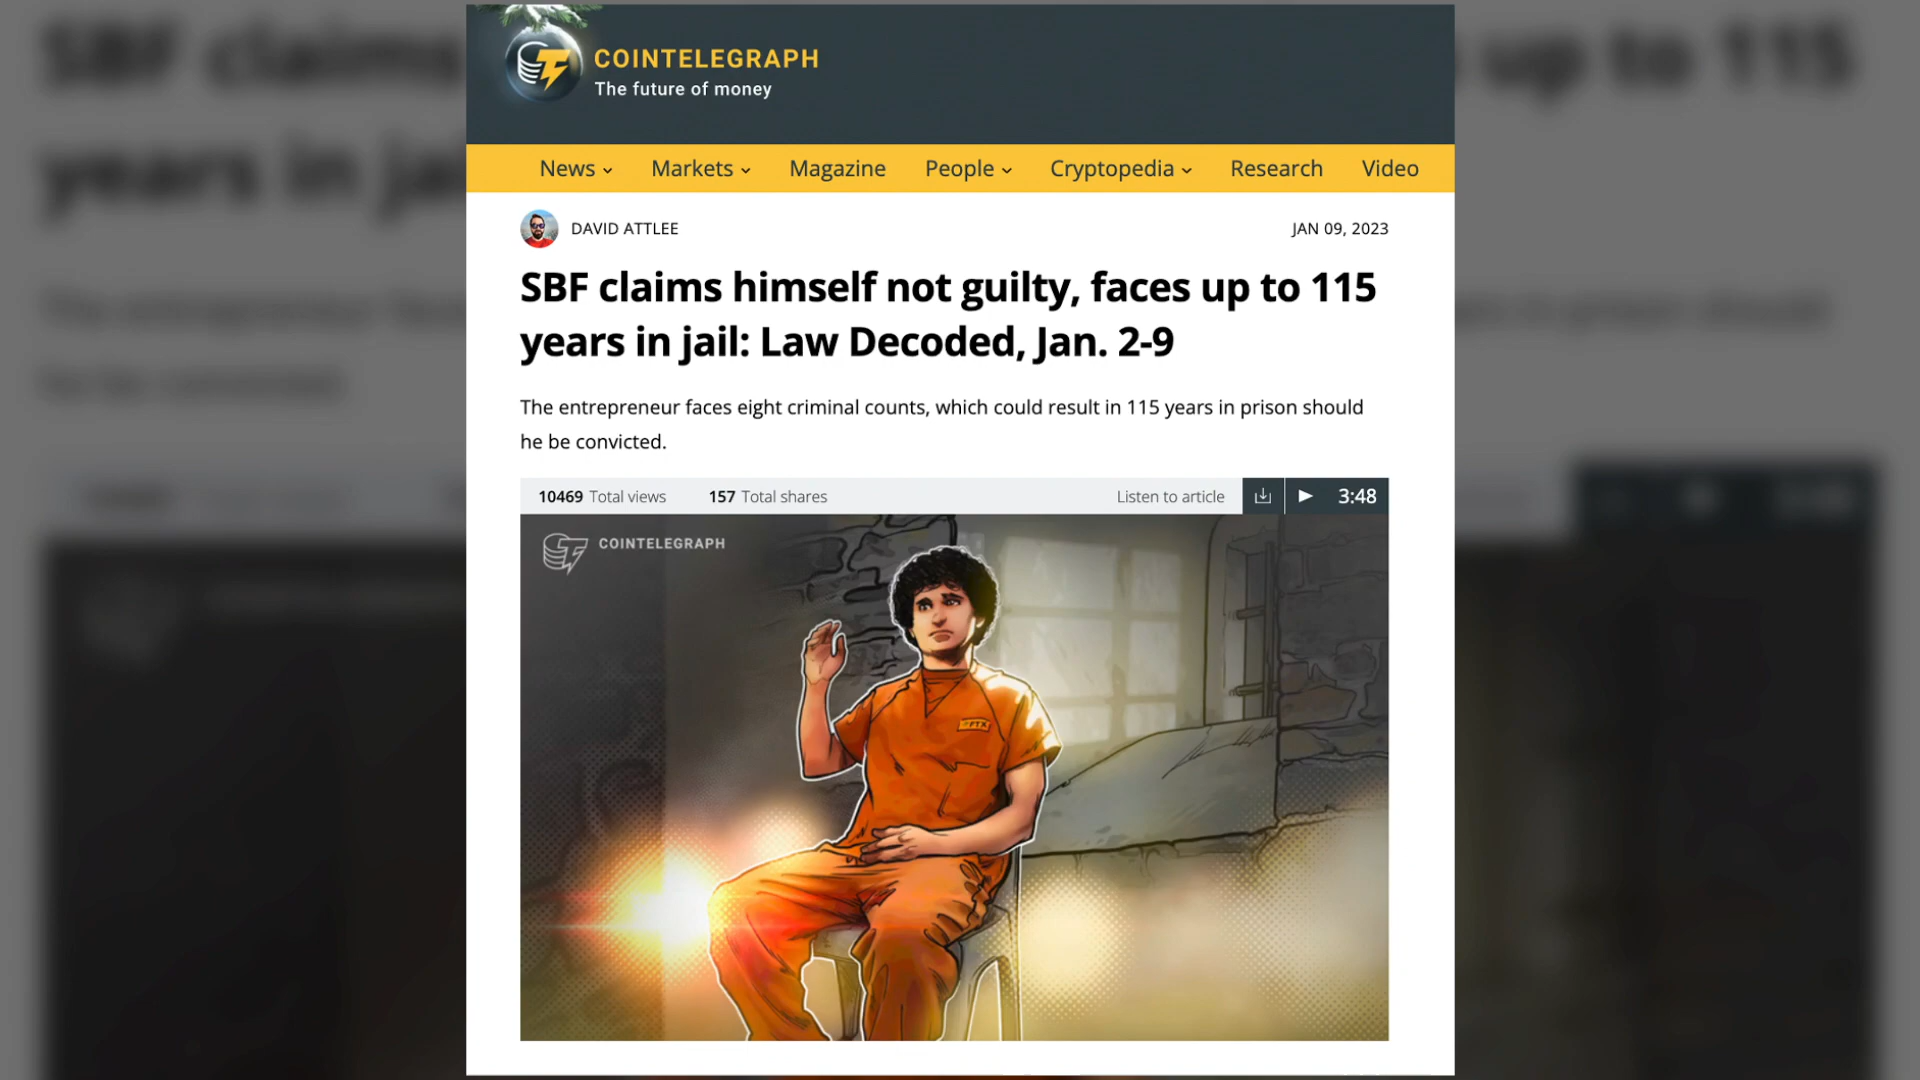 COINTELEGRAPH
The future of money
News Markets Magazine People Cryptopedia Research Video
DAVID ATTLEE JAN 09, 2023
SBF claims himself not guilty, faces up to 115
years in jail: Law Decoded, Jan. 2-9
The entrepreneur faces eight criminal counts, which could result in 115 years in prison should
he be convicted.
10469 Total views 157 Total shares Listen to article 3:48
COINTELEGRAPH
FTX